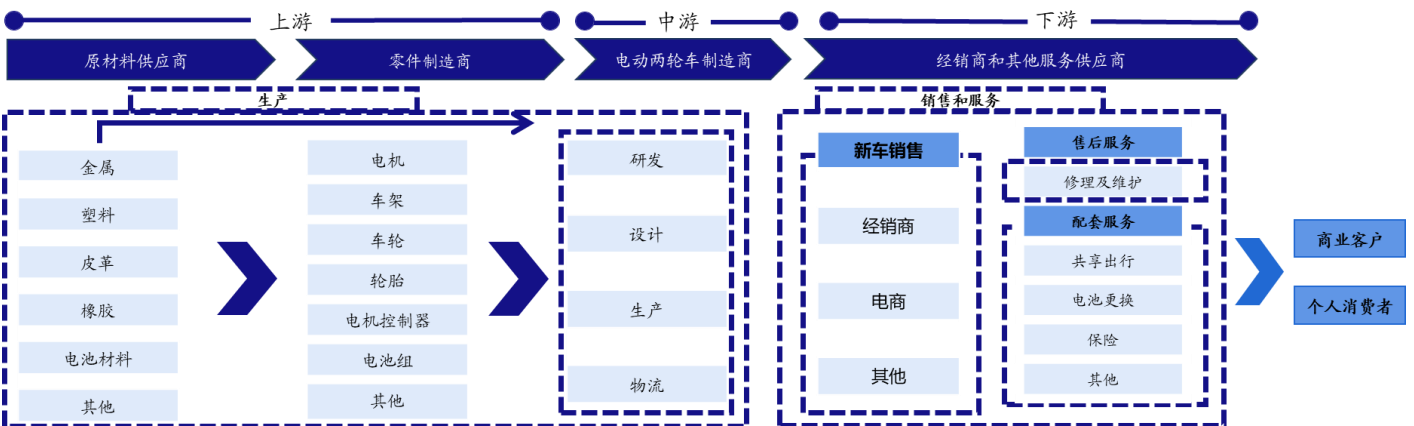 上游
中游
下游
原材料供应商
零件制造商
电动两轮车制造商
经销商和其他服务供应商
生产
金属
塑料
皮革
橡胶
电池材料
其他
电机
车架
车轮
轮胎
电机控制器
电池组
其他
研发
设计
生产
物流
销售和服务
新车销售
经销商
电商
其他
售后服务
修理及维护
配套服务
共享出行
电池更换
保险
其他
商业客户
个人消费者